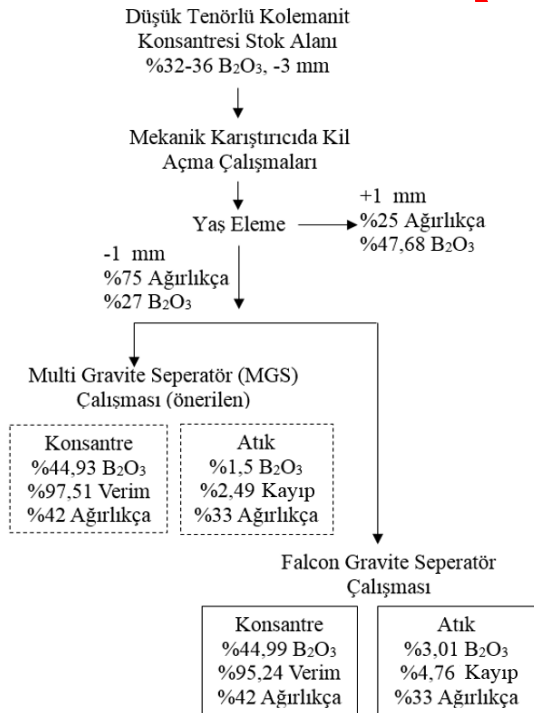 Düşük Tenörlü Kolemanit
Konsantresi Stok Alanı
%32-36 B₂O₃, -3 mm
Mekanik Karıştırıcıda Kil
Açma Çalışmaları
Yaş Eleme
+1 mm
%25 Ağırlıkça
%47,68 B₂O₃
-1 mm
%75 Ağırlıkça
%27 B₂O₃
Multi Gravite Seperatör (MGS)
Çalışması (önerilen)
Konsantre
%44,93 B₂O₃
%97,51 Verim
%42 Ağırlıkça
Atık
%1,5 B₂O₃
%2,49 Kayıp
%33 Ağırlıkça
Falcon Gravite Seperatör
Çalışması
Konsantre
%44,99 B₂O₃
%95,24 Verim
%42 Ağırlıkça
Atık
%3,01 B₂O₃
%4,76 Kayıp
%33 Ağırlıkça